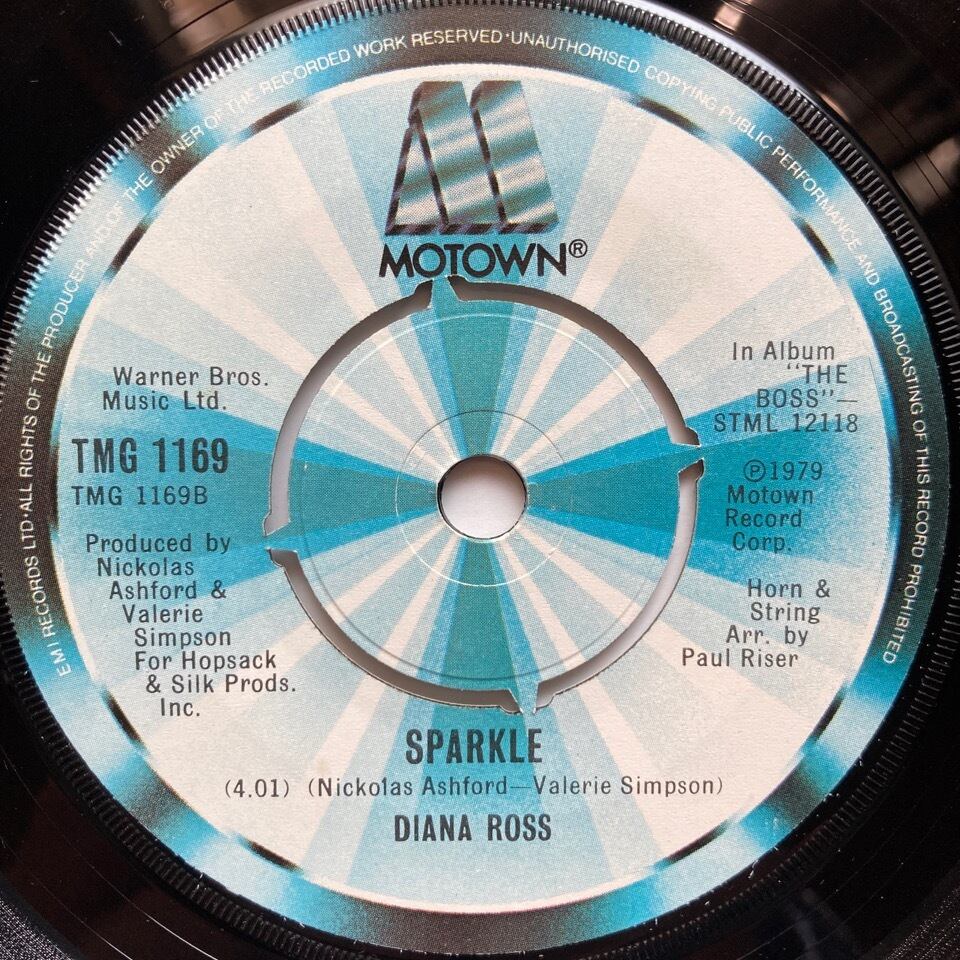 EMI RECORDS LTD·ALL RIGHTS OF THE PRODUCER AND/OF THE OWNER OF THE RECORDED WORK RESERVED·UNAUTHORISED COPYING PUBLIC PERFORMANCE AND BROADCASTING OF THIS RECORD PROHIBITED
MOTOWN®
Warner Bros.
Music Ltd.
TMG 1169
TMG 1169B
Produced by
Nickolas
Ashford &
Valerie
Simpson
For Hopsack
& Silk Prods.
Inc.
In Album
"THE
BOSS"—
STML 12118
℗1979
Motown
Record
Corp.
Horn &
String
Arr. by
Paul Riser
SPARKLE
(4.01) (Nickolas Ashford—Valerie Simpson)
DIANA ROSS